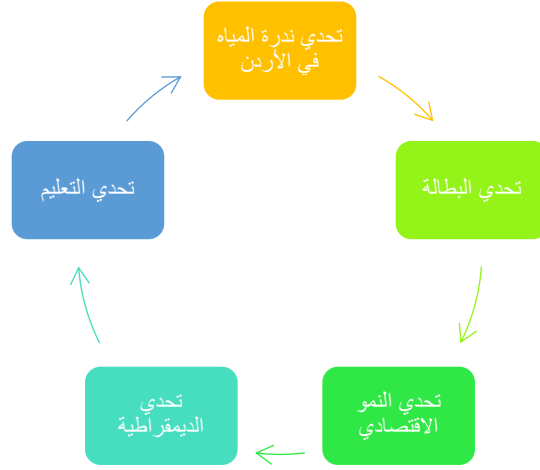 تحدي ندرة المياه
في الأردن
تحدي البطالة
تحدي النمو
الاقتصادي
تحدي
الديمقراطية
تحدي التعليم